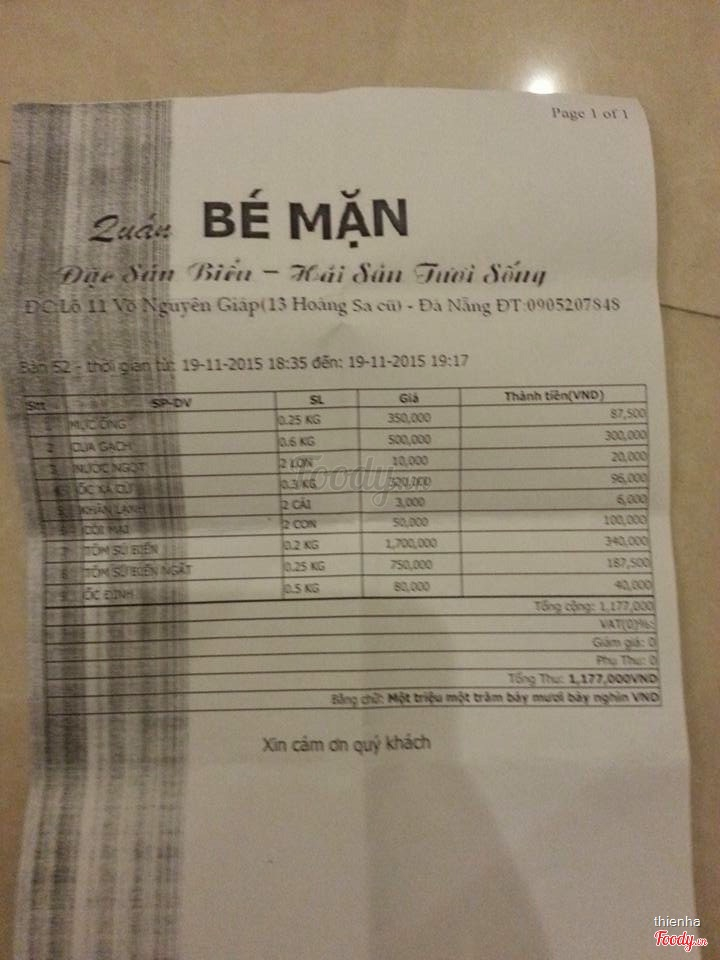 Page 1 of 1
Quán BÉ MẶN
Đặc Sản Biển - Hải Sản Tươi Sống
ĐC:Lô 11 Võ Nguyên Giáp(13 Hoàng Sa cũ) - Đà Nẵng ĐT:0905207848
Bàn 52 - thời gian từ: 19-11-2015 18:35 đến: 19-11-2015 19:17
Stt SP-DV SL Giá Thành tiền(VND)
1 MỰC ỐNG 0.25 KG 350,000 87,500
2 CUA GẠCH 0.6 KG 500,000 300,000
3 NƯỚC NGỌT 2 LON 10,000 20,000
4 ỐC XÀ CỪ 0.3 KG 320,000 96,000
5 KHĂN LẠNH 2 CÁI 3,000 6,000
6 CỒI MAI 2 CON 50,000 100,000
7 TÔM SÚ BIỂN 0.2 KG 1,700,000 340,000
8 TÔM SÚ BIỂN NGẤT 0.25 KG 750,000 187,500
9 ỐC ĐINH 0.5 KG 80,000 40,000
Tổng cộng: 1,177,000
VAT(0)%:
Giảm giá: 0
Phụ Thu: 0
Tổng Thu: 1,177,000VND
Bằng chữ: Một triệu một trăm bảy mươi bảy nghìn VND
Xin cảm ơn quý khách
Foody.vn
thienha
Foody.vn